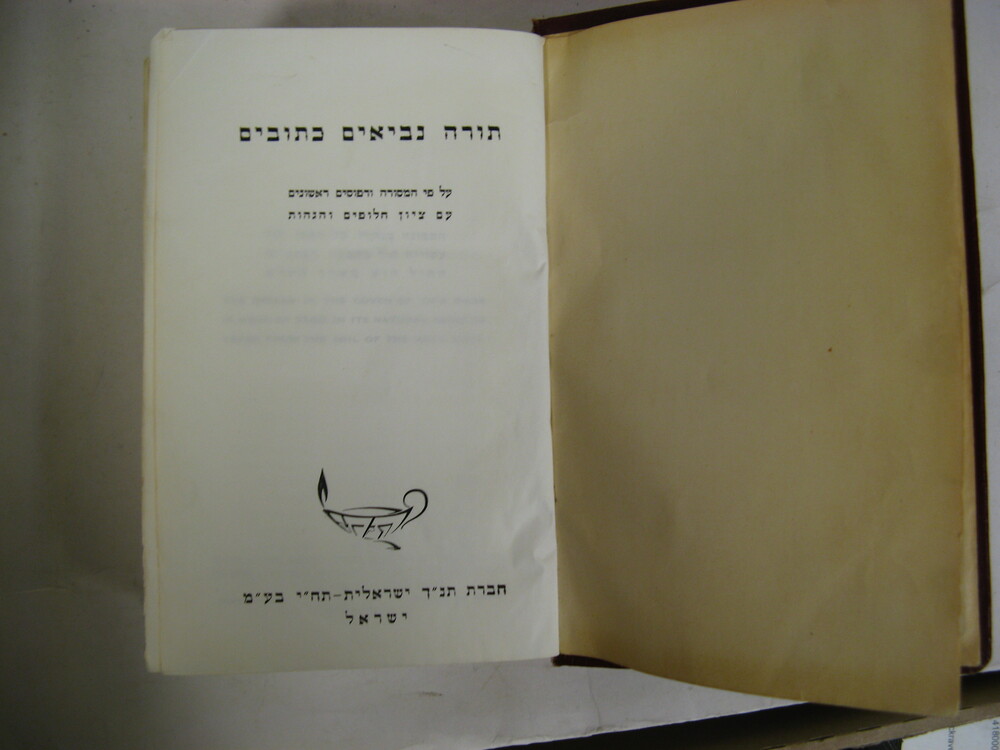 תורה נביאים כתובים
על פי המסורה ודפוסים ראשונים
עם ציון חלופים והגהות
חברת תנ״ך ישראלית–תח״י בע״מ
ישראל